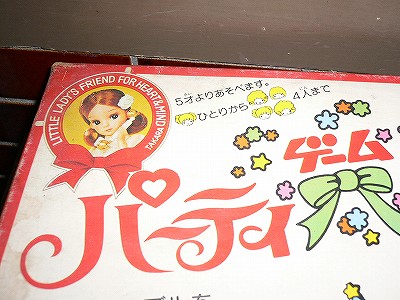 LITTLE LADY'S FRIEND FOR HEART & MIND
TAKARA
5才よりあそべます。
ひとりから 4人まで
ゲーム
パーティ